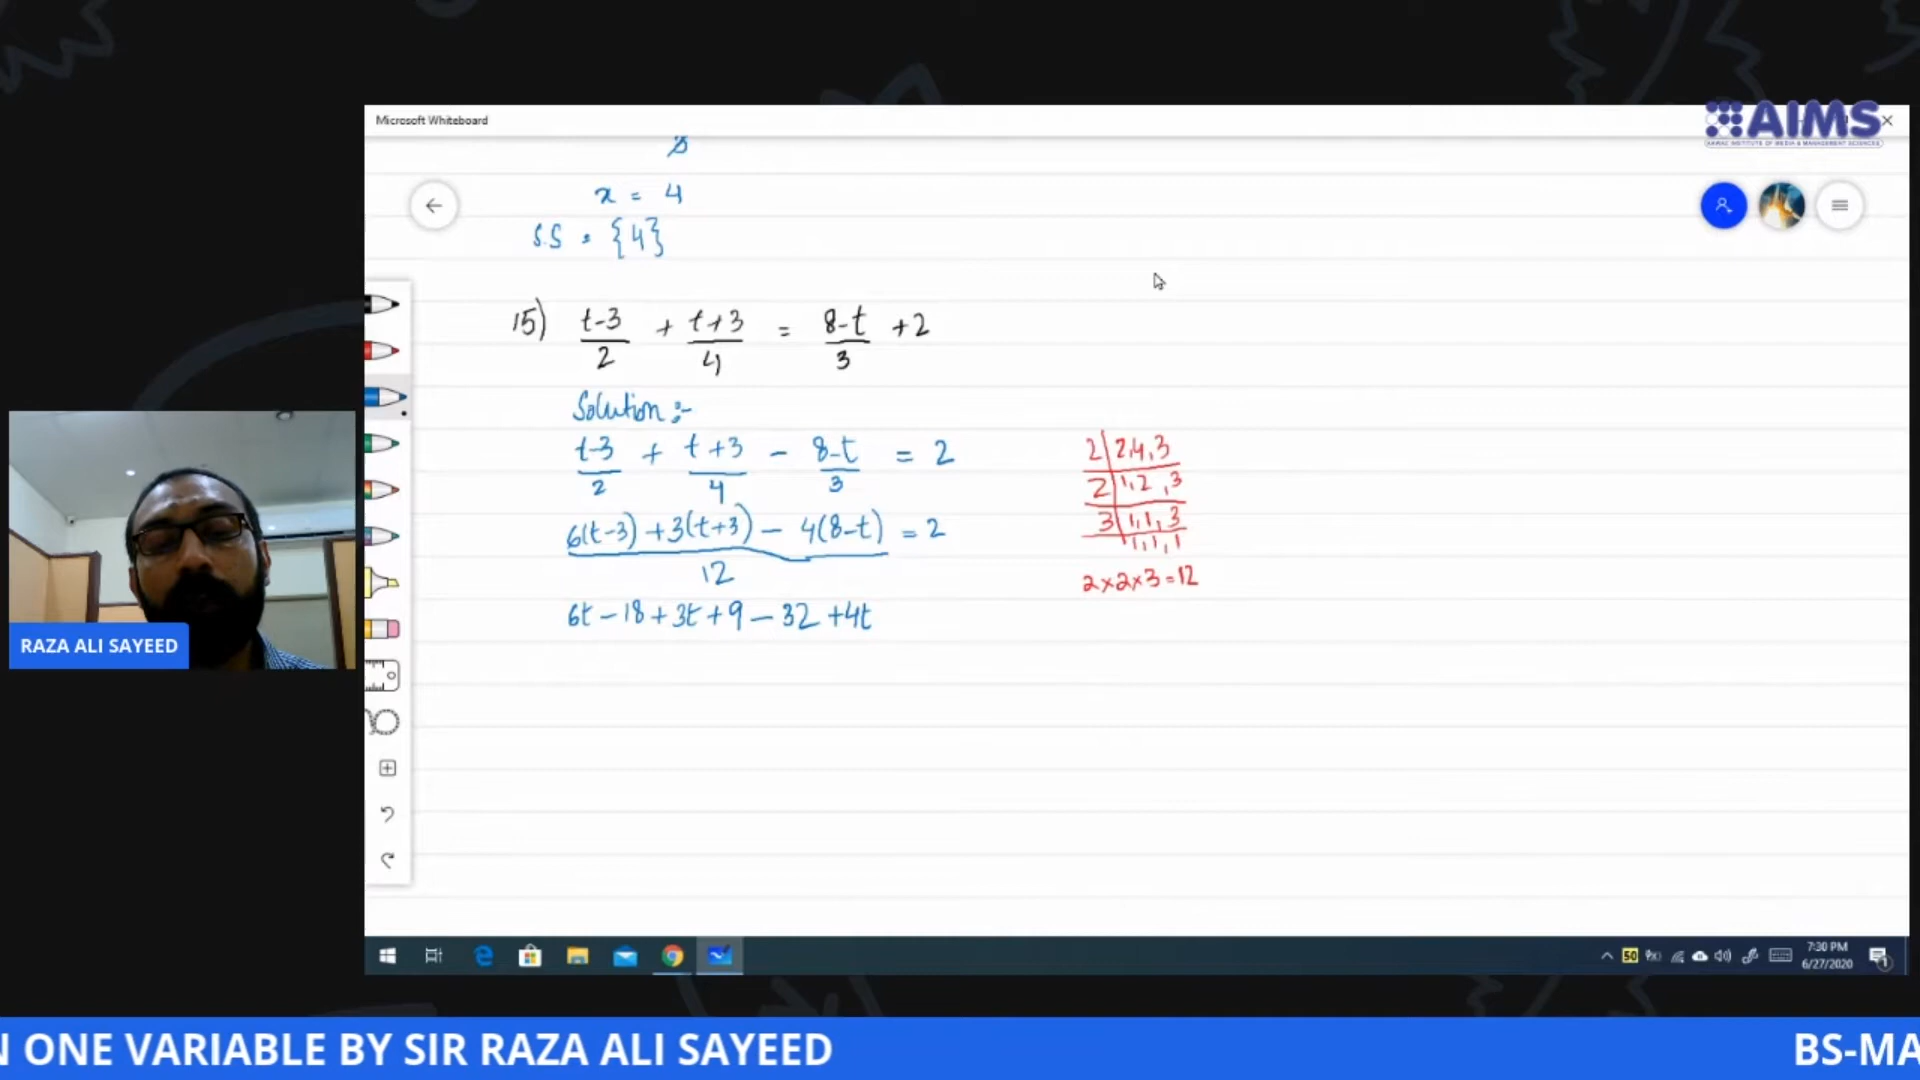 AIMS
Microsoft Whiteboard
x = 4
S.S = {4}
15) t-3/2 + t+3/4 = 8-t/3 +2
Solution :-
t-3/2 + t+3/4 - 8-t/3 = 2
6(t-3) +3(t+3) - 4(8-t) / 12 = 2
6t - 18 + 3t + 9 - 32 + 4t
2 | 2,4,3
2 | 1,2,3
3 | 1,1,3
1,1,1
2×2×3=12
RAZA ALI SAYEED
50
7:30 PM
6/27/2020
N ONE VARIABLE BY SIR RAZA ALI SAYEED
BS-MA